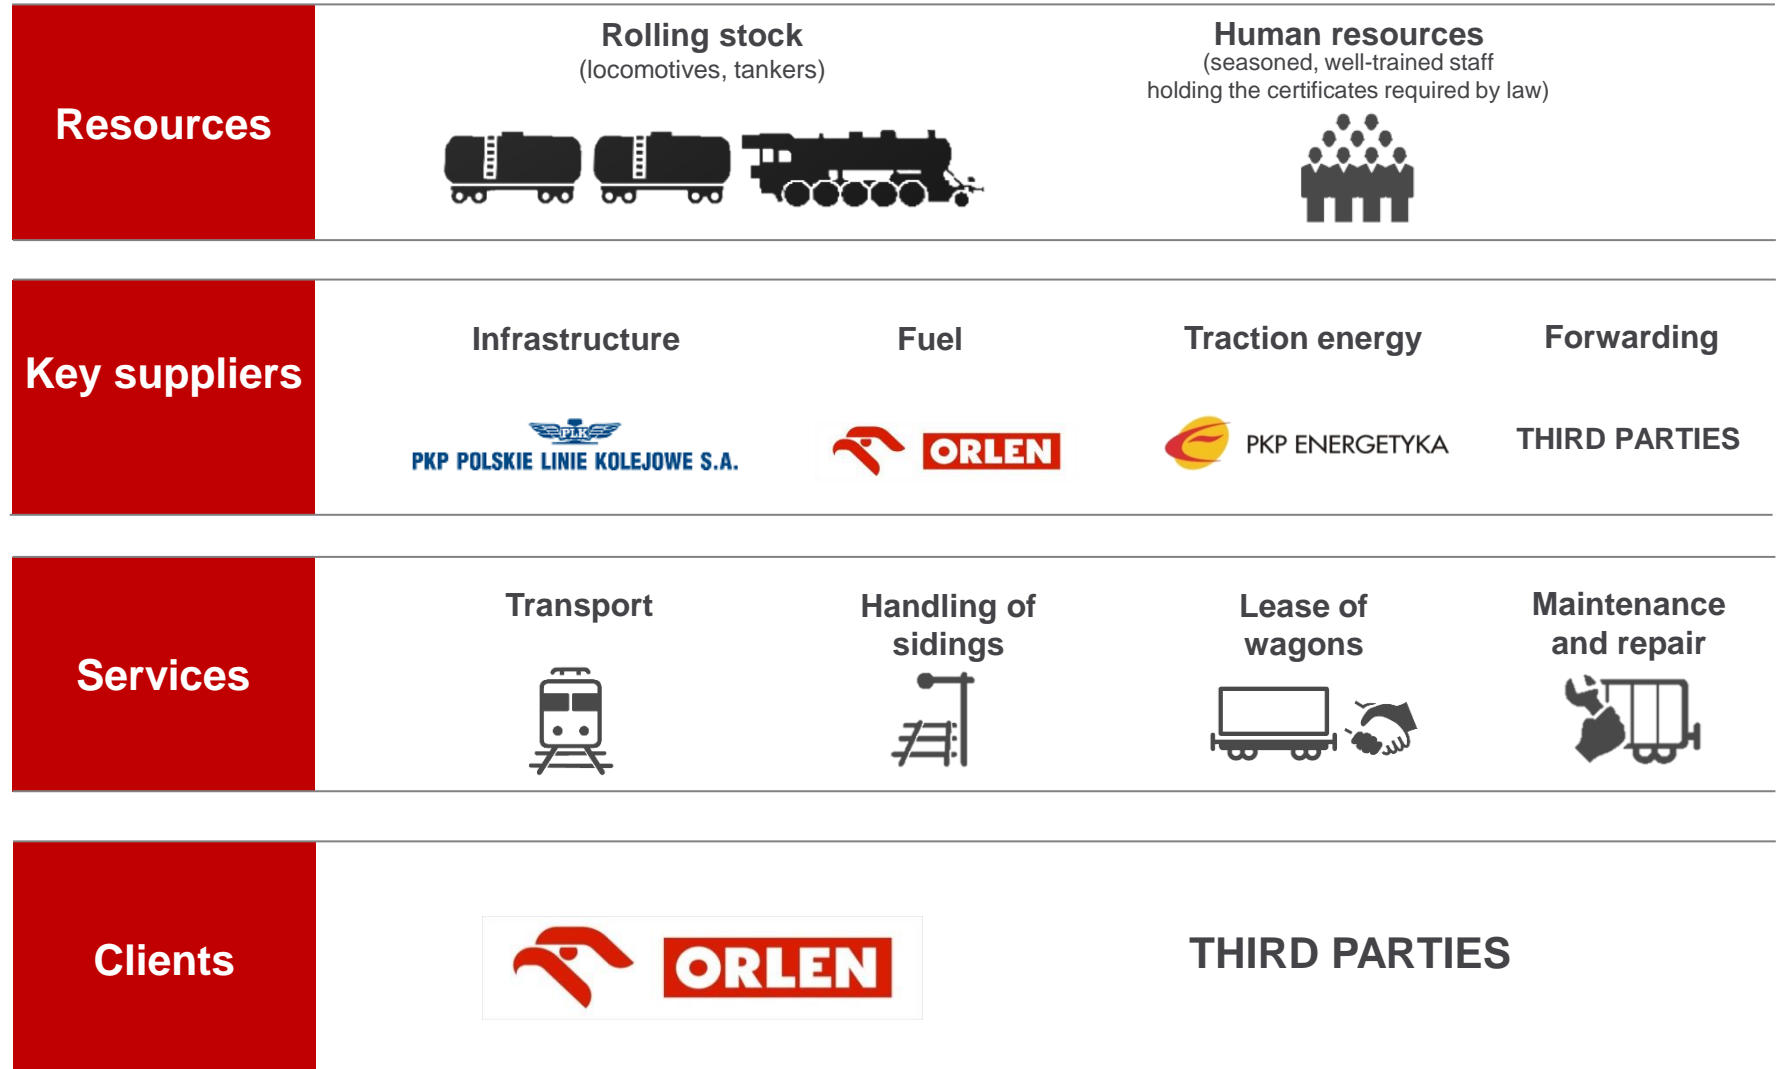 Resources
Rolling stock
(locomotives, tankers)
Human resources
(seasoned, well-trained staff
holding the certificates required by law)
Key suppliers
Infrastructure
Fuel
Traction energy
Forwarding
PLK
PKP POLSKIE LINIE KOLEJOWE S.A.
ORLEN
PKP ENERGETYKA
THIRD PARTIES
Services
Transport
Handling of
sidings
Lease of
wagons
Maintenance
and repair
Clients
ORLEN
THIRD PARTIES